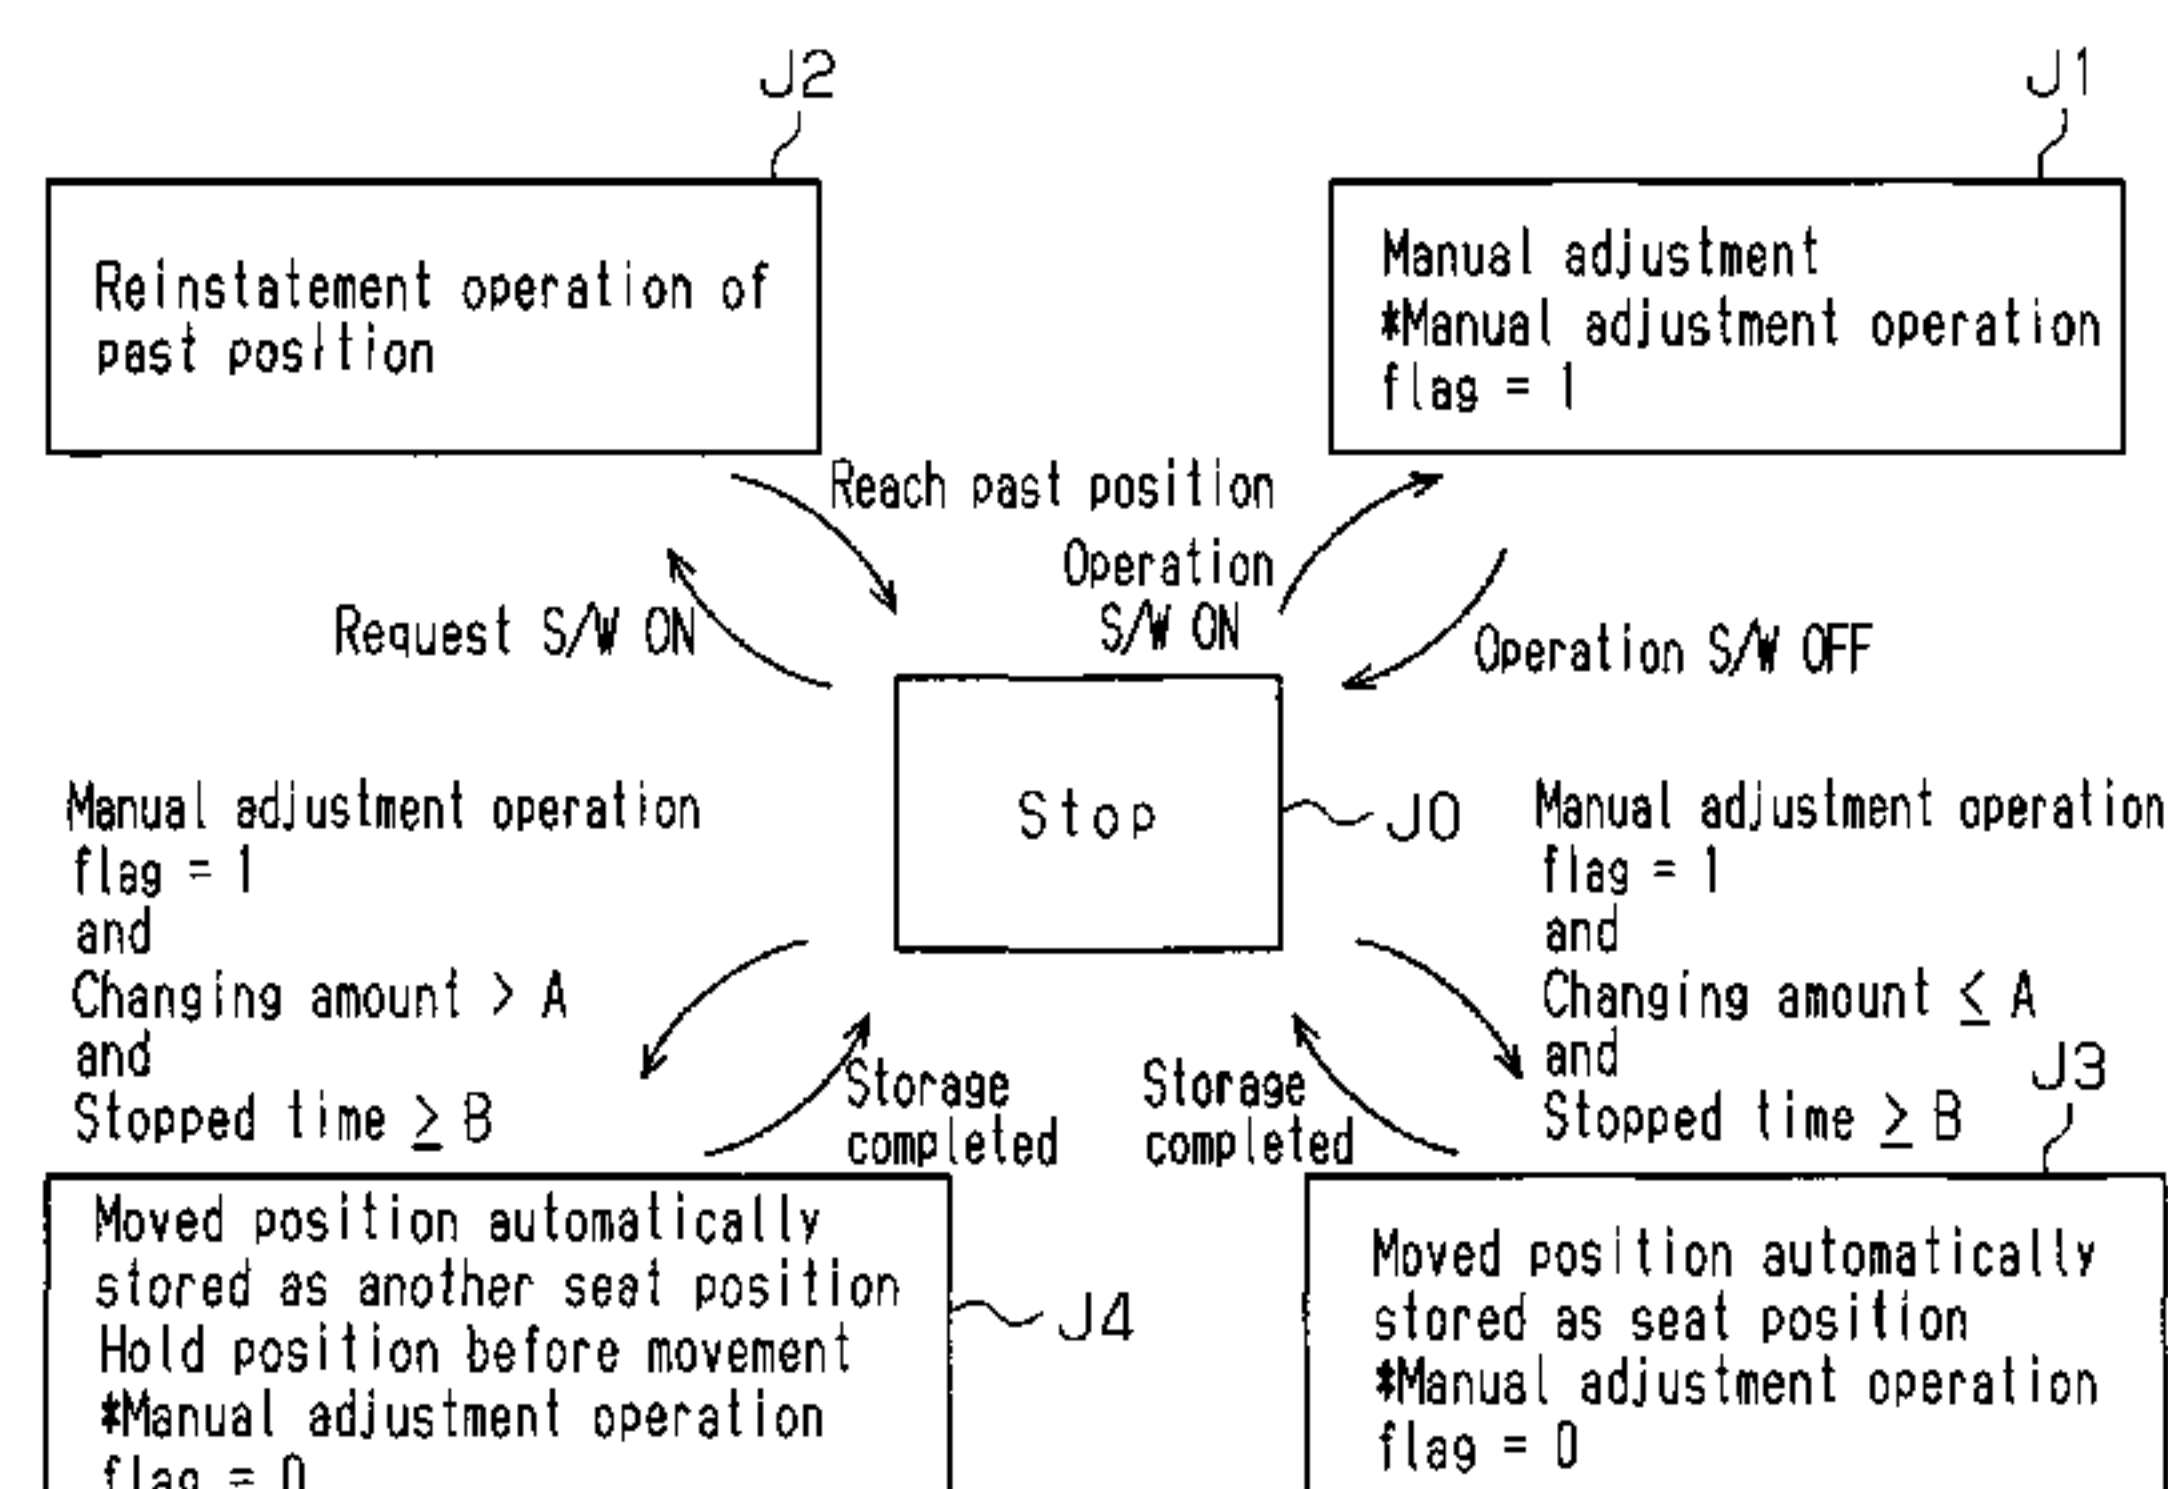 J2
J1
Reinstatement operation of
past position
Manual adjustment
*Manual adjustment operation
flag = 1
Reach past position
Operation
S/W ON
Request S/W ON
Operation S/W OFF
Stop
J0
Manual adjustment operation
flag = 1
and
Changing amount > A
and
Stopped time ≥ B
Manual adjustment operation
flag = 1
and
Changing amount ≤ A
and
Stopped time ≥ B
Storage
completed
Storage
completed
J3
Moved position automatically
stored as another seat position
Hold position before movement
*Manual adjustment operation
flag = 0
J4
Moved position automatically
stored as seat position
*Manual adjustment operation
flag = 0